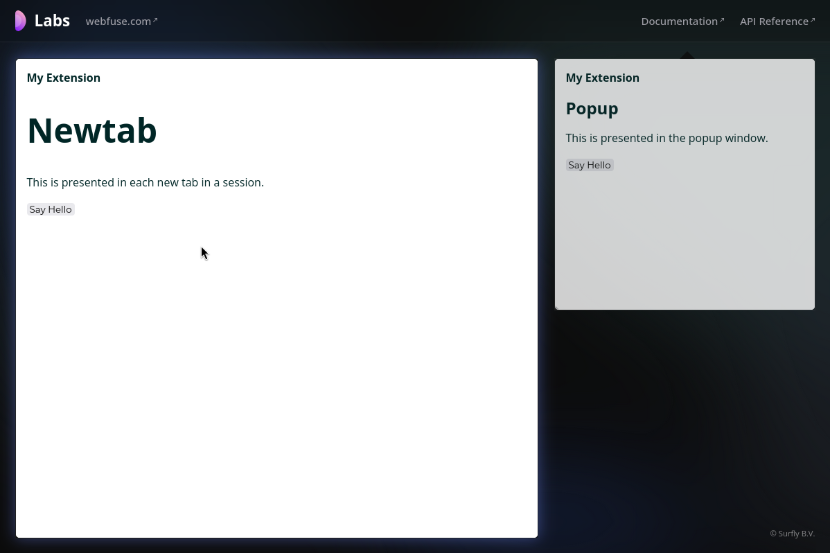 Labs
webfuse.com↗
Documentation↗
API Reference↗
My Extension
Newtab
This is presented in each new tab in a session.
Say Hello
My Extension
Popup
This is presented in the popup window.
Say Hello
© Surfly B.V.